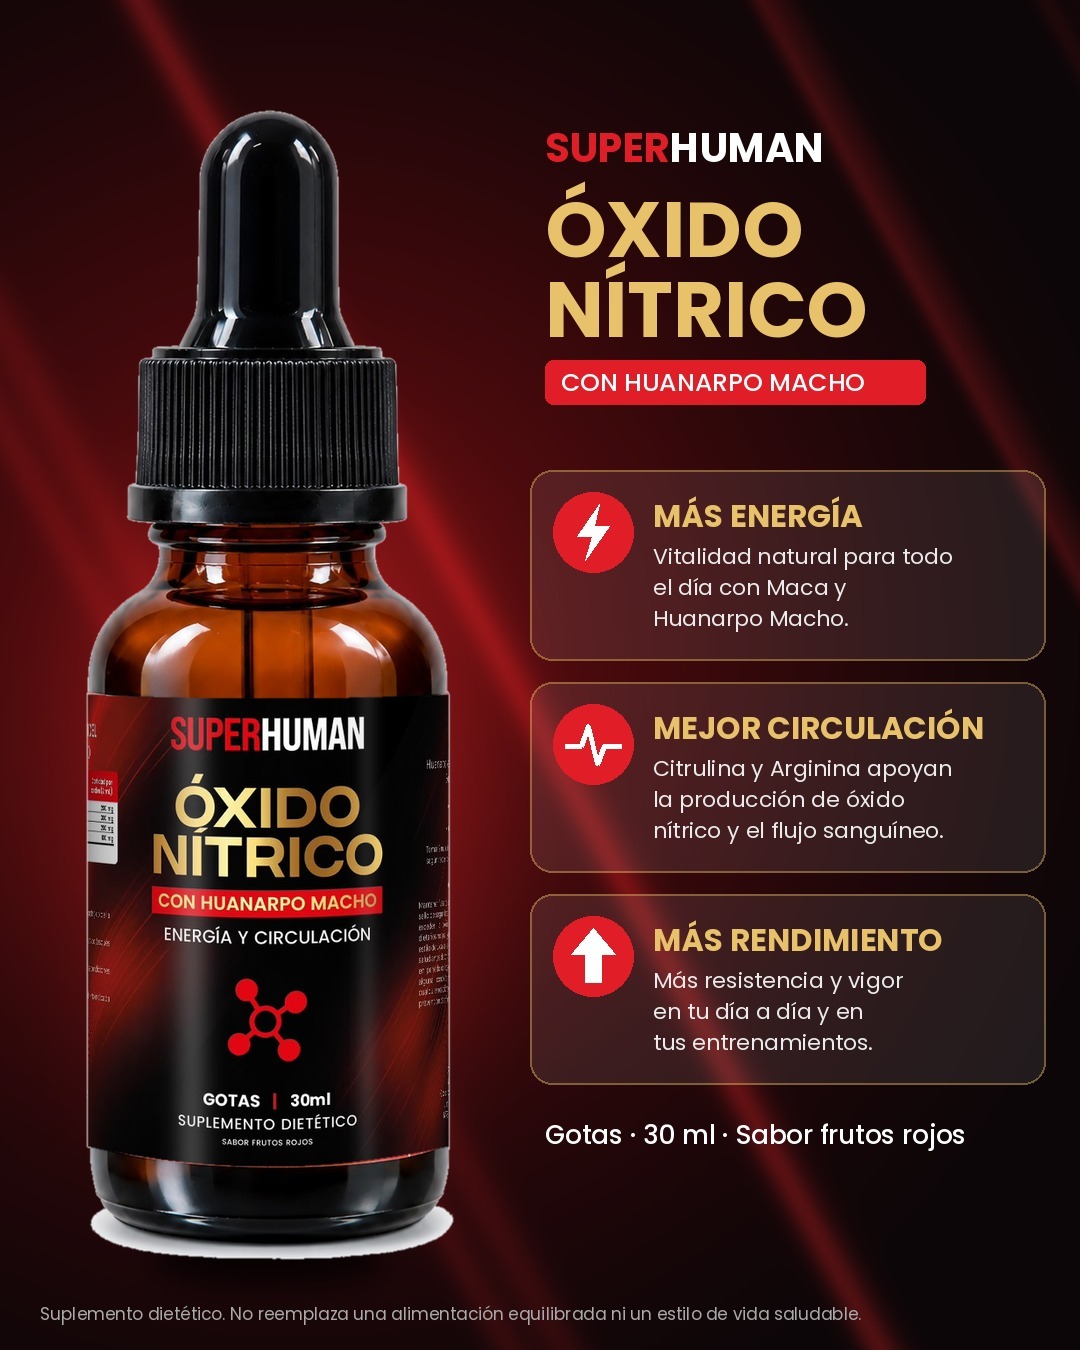 SUPERHUMAN
ÓXIDO
NÍTRICO
CON HUANARPO MACHO
MÁS ENERGÍA
Vitalidad natural para todo
el día con Maca y
Huanarpo Macho.
MEJOR CIRCULACIÓN
Citrulina y Arginina apoyan
la producción de óxido
nítrico y el flujo sanguíneo.
MÁS RENDIMIENTO
Más resistencia y vigor
en tu día a día y en
tus entrenamientos.
Gotas · 30 ml · Sabor frutos rojos
SUPERHUMAN
ÓXIDO
NÍTRICO
CON HUANARPO MACHO
ENERGÍA Y CIRCULACIÓN
GOTAS | 30ml
SUPLEMENTO DIETÉTICO
SABOR FRUTOS ROJOS
Suplemento dietético. No reemplaza una alimentación equilibrada ni un estilo de vida saludable.